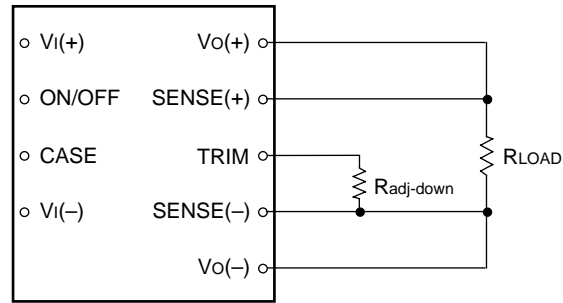 VI(+) VO(+)
ON/OFF SENSE(+)
CASE TRIM
RLOAD
Radj-down
VI(–) SENSE(–)
VO(–)